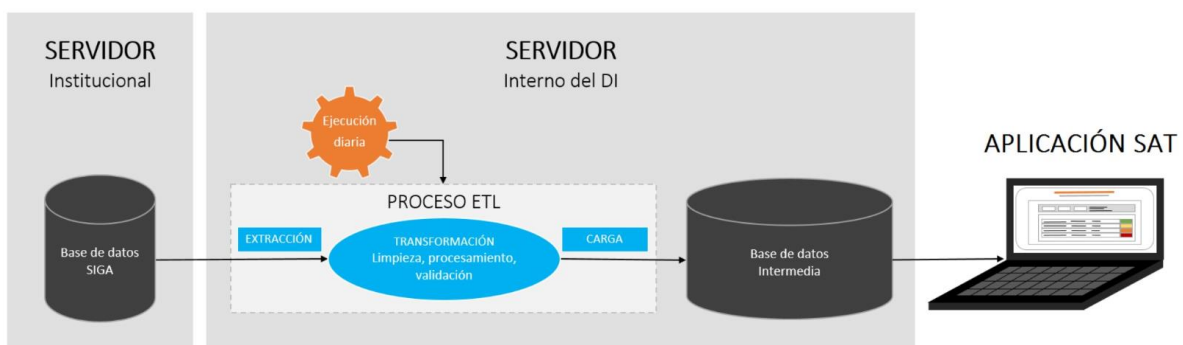 SERVIDOR
Institucional
SERVIDOR
Interno del DI
Ejecución
diaria
APLICACIÓN SAT
PROCESO ETL
EXTRACCIÓN
TRANSFORMACIÓN
Limpieza, procesamiento,
validación
CARGA
Base de datos
SIGA
Base de datos
Intermedia